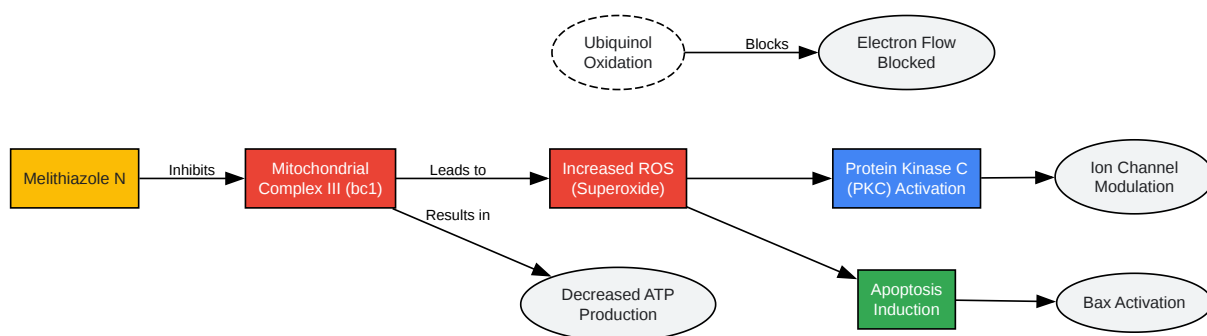 Ubiquinol
Oxidation
Blocks
Electron Flow
Blocked
Melithiazole N
Inhibits
Mitochondrial
Complex III (bc1)
Leads to
Increased ROS
(Superoxide)
Protein Kinase C
(PKC) Activation
Ion Channel
Modulation
Results in
Decreased ATP
Production
Apoptosis
Induction
Bax Activation